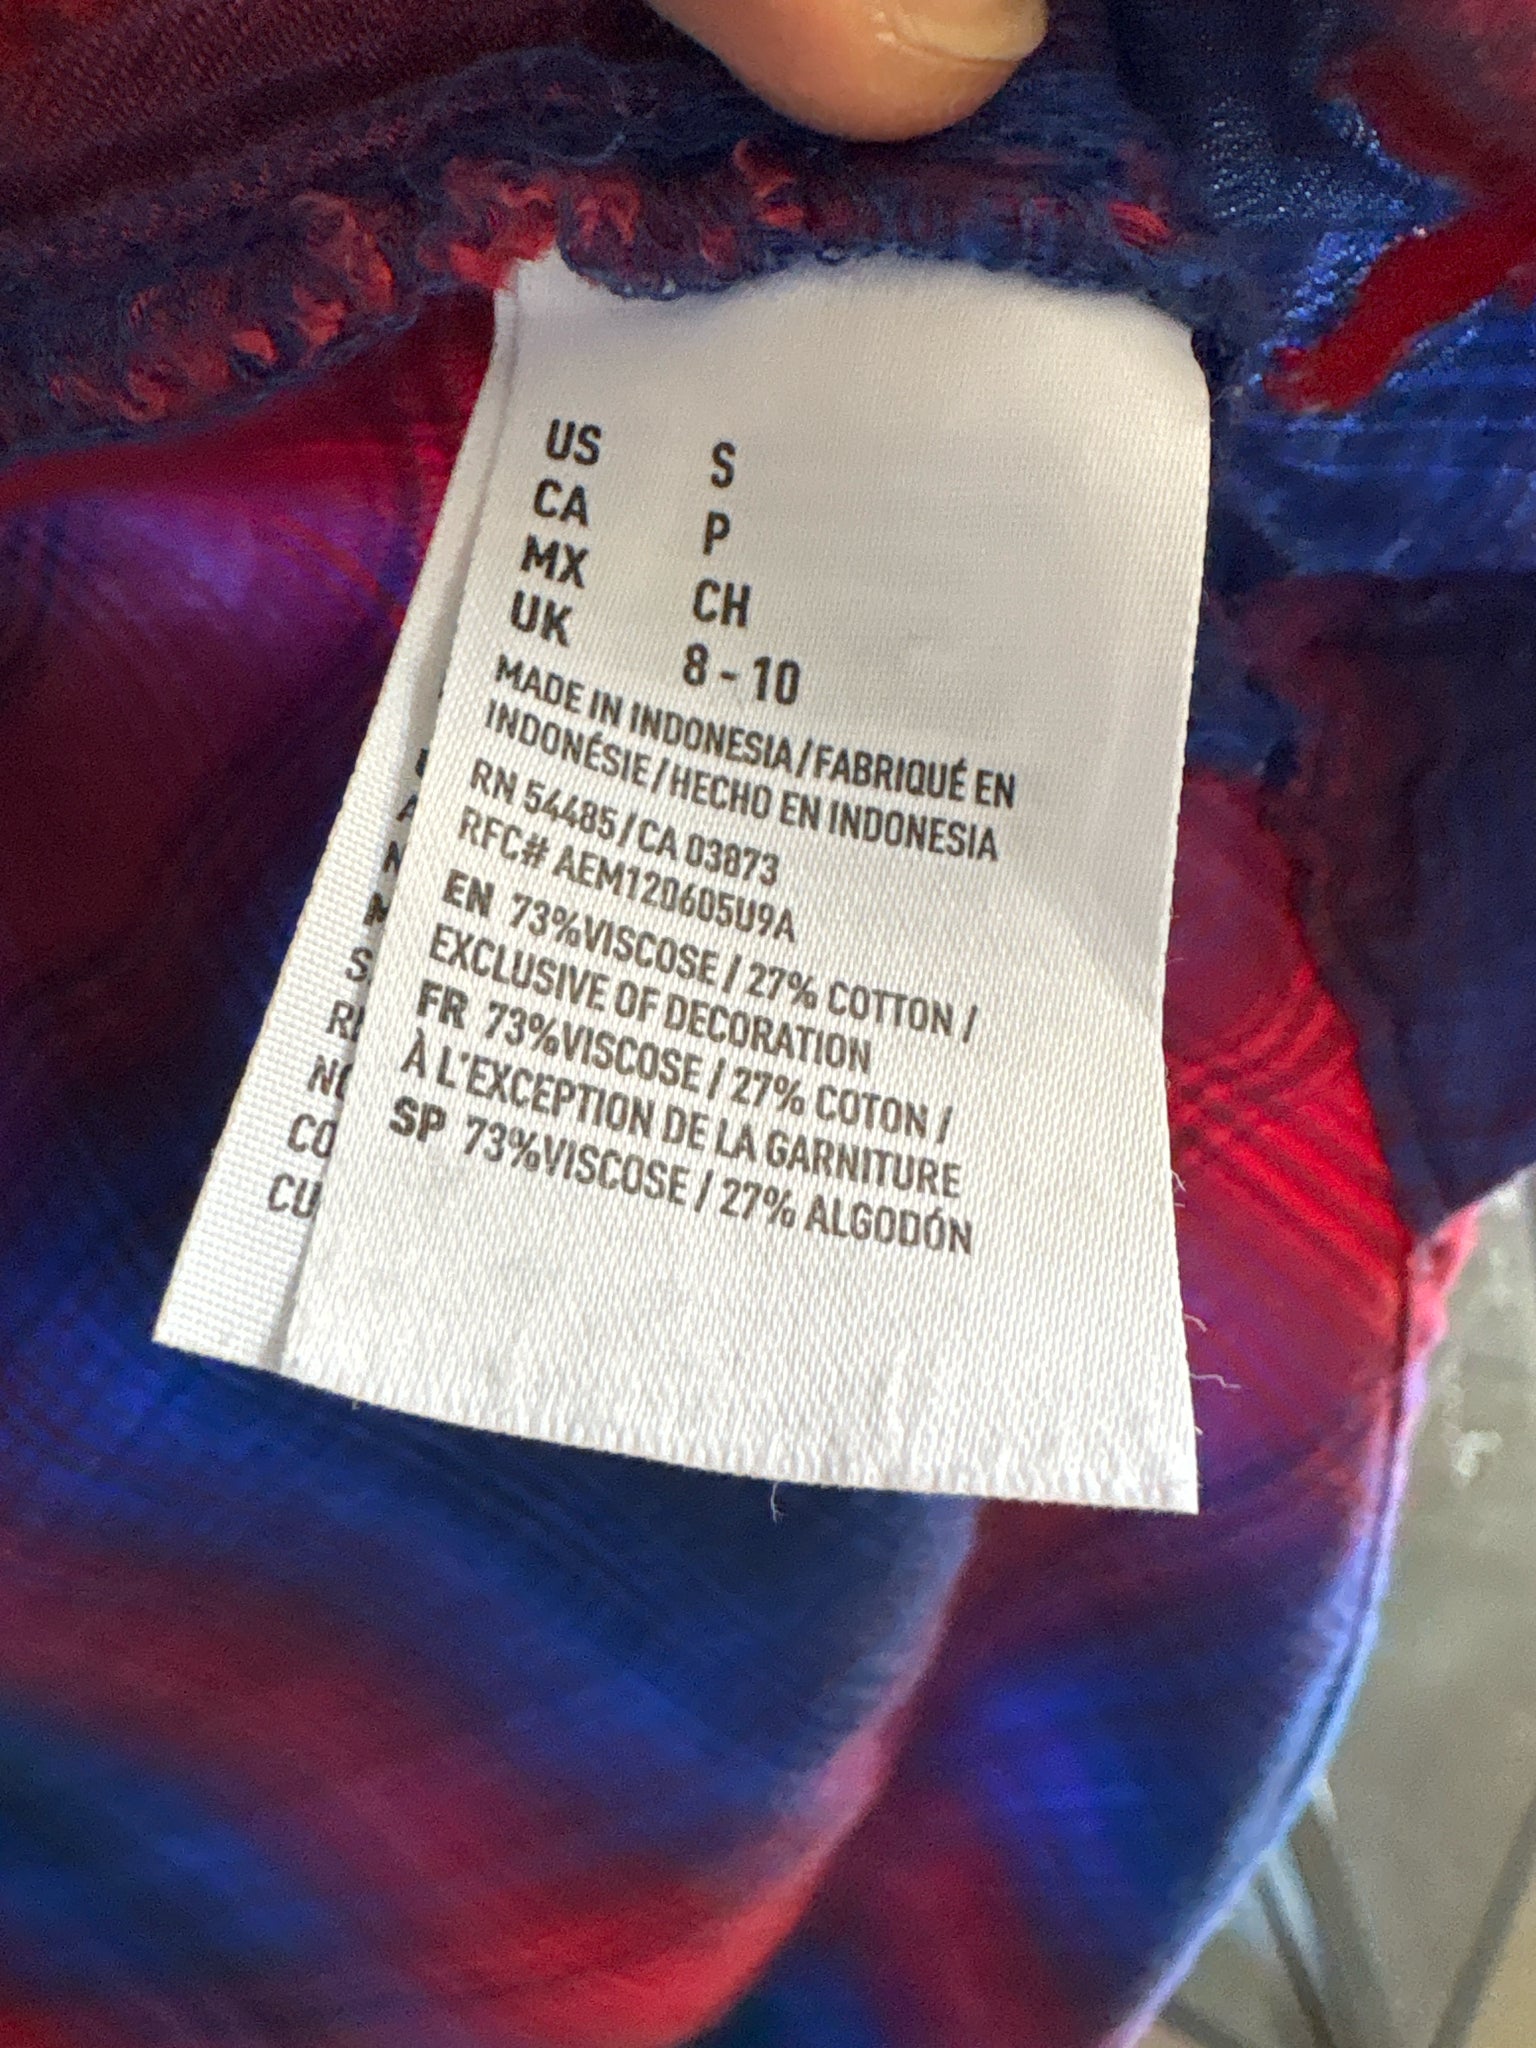 US S
CA P
MX CH
UK 8 - 10
MADE IN INDONESIA / FABRIQUÉ EN
INDONÉSIE / HECHO EN INDONESIA
RN 54485 / CA 03873
RFC# AEM120605U9A
EN 73%VISCOSE / 27% COTTON /
EXCLUSIVE OF DECORATION
FR 73%VISCOSE / 27% COTON /
À L'EXCEPTION DE LA GARNITURE
SP 73%VISCOSE / 27% ALGODÓN